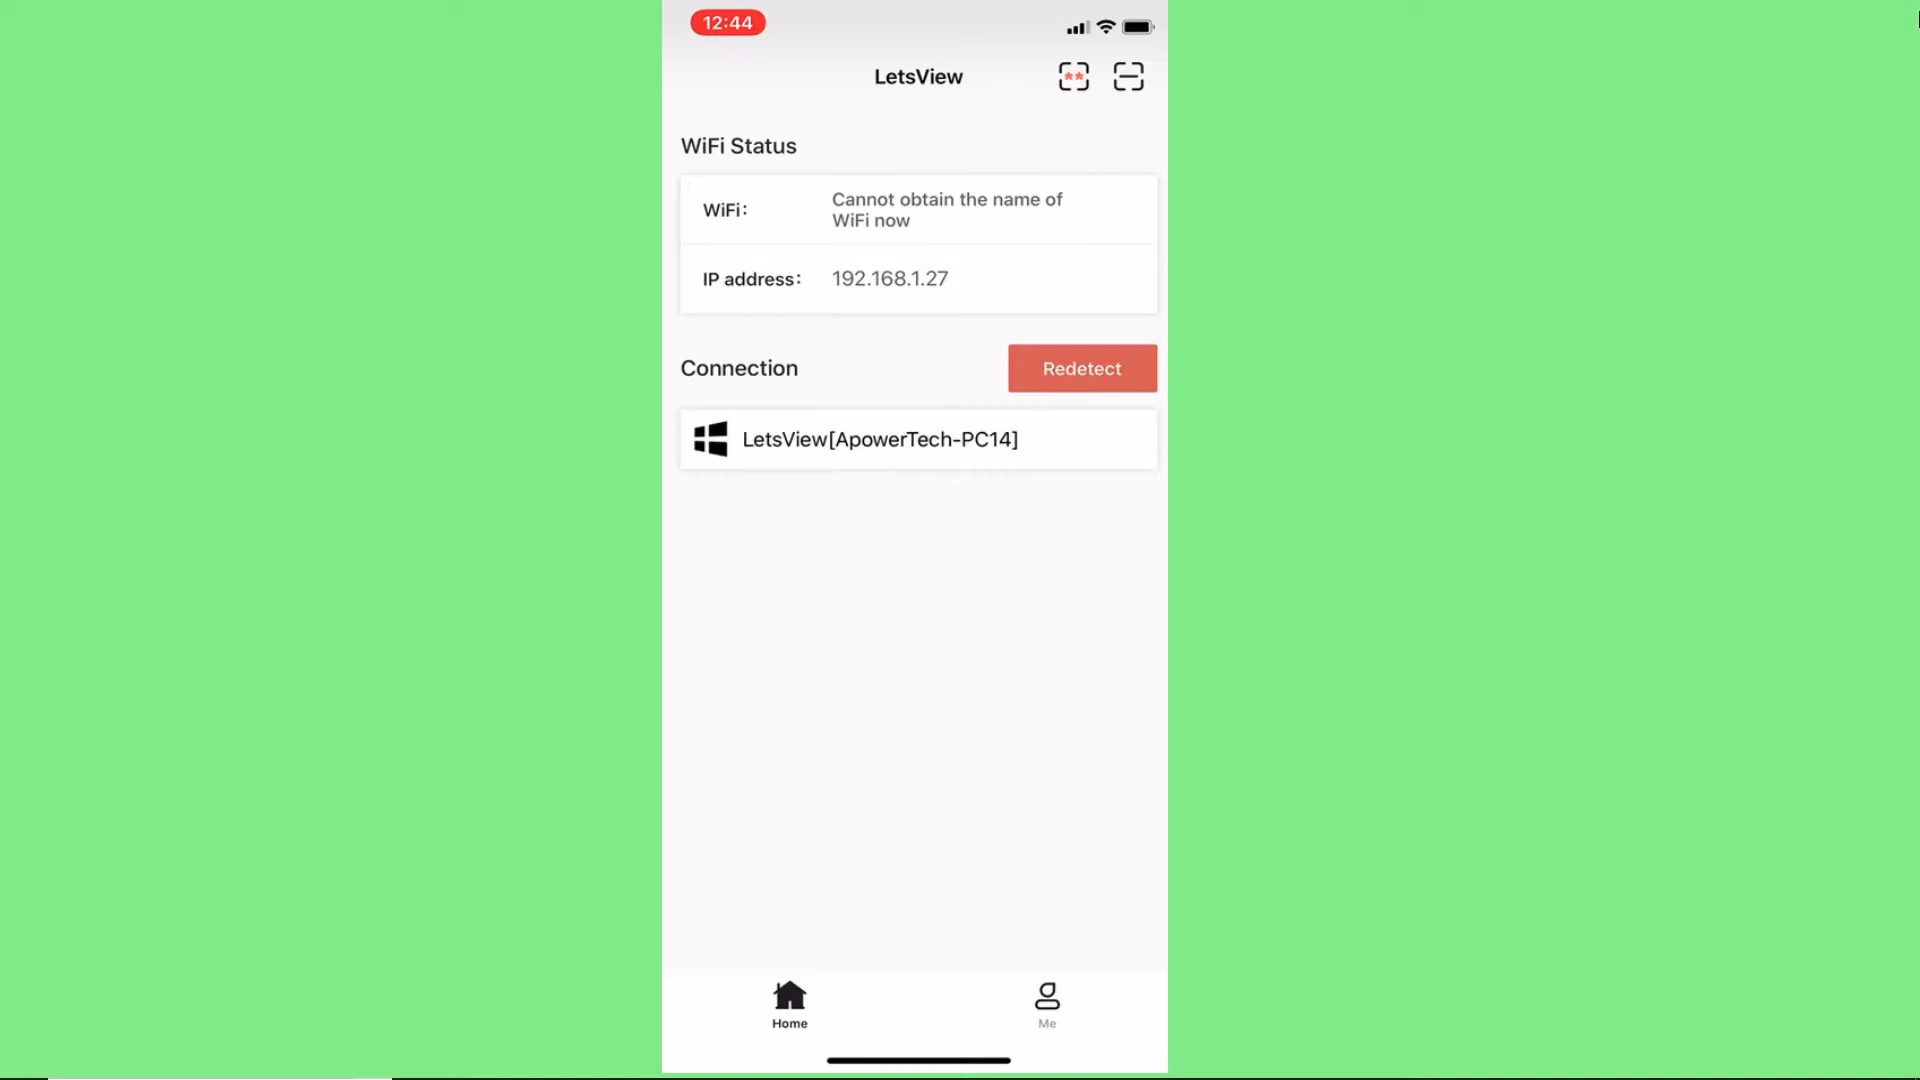 12:44
LetsView
**
WiFi Status
WiFi:
Cannot obtain the name of
WiFi now
IP address:
192.168.1.27
Connection
Redetect
LetsView[ApowerTech-PC14]
Home
Me